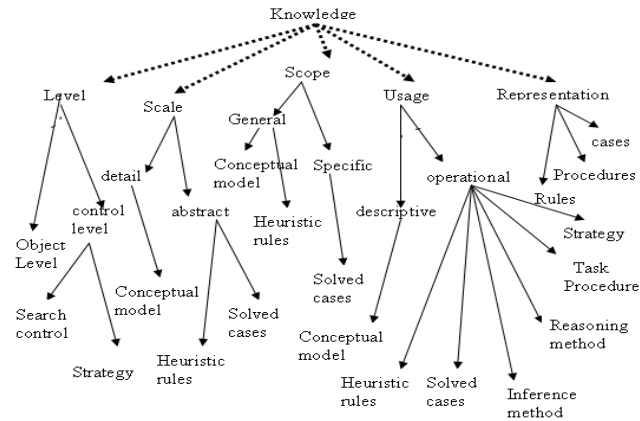 Knowledge
Level
Scale
Scope
Usage
Representation
General
cases
detail
Conceptual
model
Specific
operational
Procedures
Rules
control
level
abstract
Heuristic
rules
descriptive
Strategy
Object
Level
Solved
cases
Task
Procedure
Search
control
Conceptual
model
Solved
cases
Conceptual
model
Reasoning
method
Strategy
Heuristic
rules
Heuristic
rules
Solved
cases
Inference
method